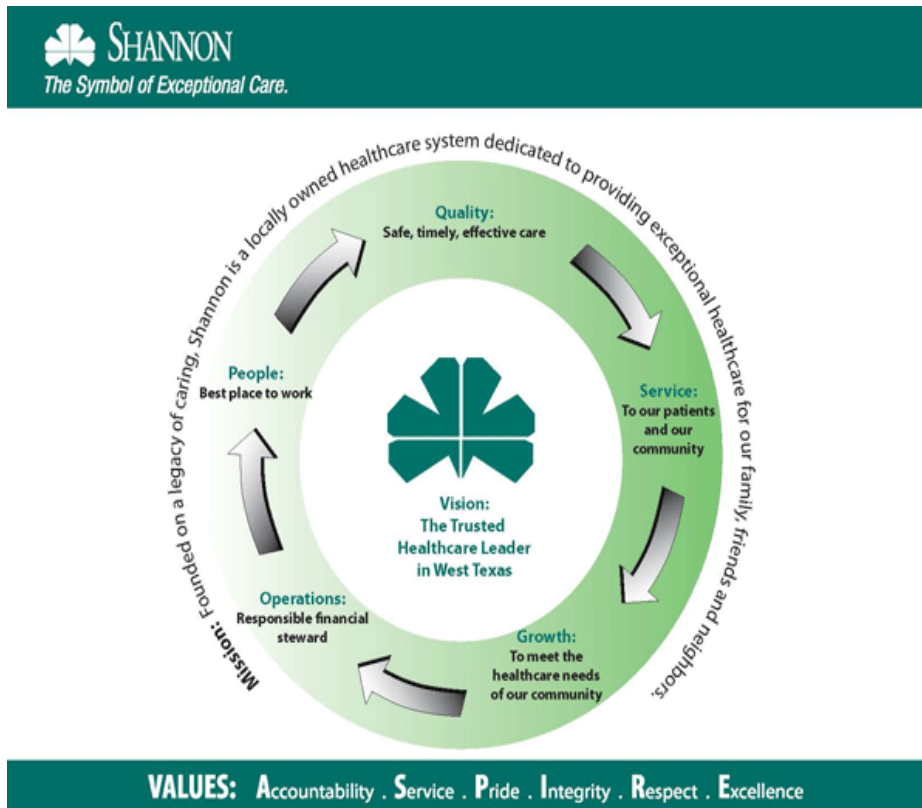 SHANNON
The Symbol of Exceptional Care.
Mission: Founded on a legacy of caring, Shannon is a locally owned healthcare system dedicated to providing exceptional healthcare for our family, friends and neighbors.
Quality:
Safe, timely, effective care
Service:
To our patients
and our
community
Growth:
To meet the
healthcare needs
of our community
Operations:
Responsible financial
steward
People:
Best place to work
Vision:
The Trusted
Healthcare Leader
in West Texas
VALUES: Accountability . Service . Pride . Integrity . Respect . Excellence